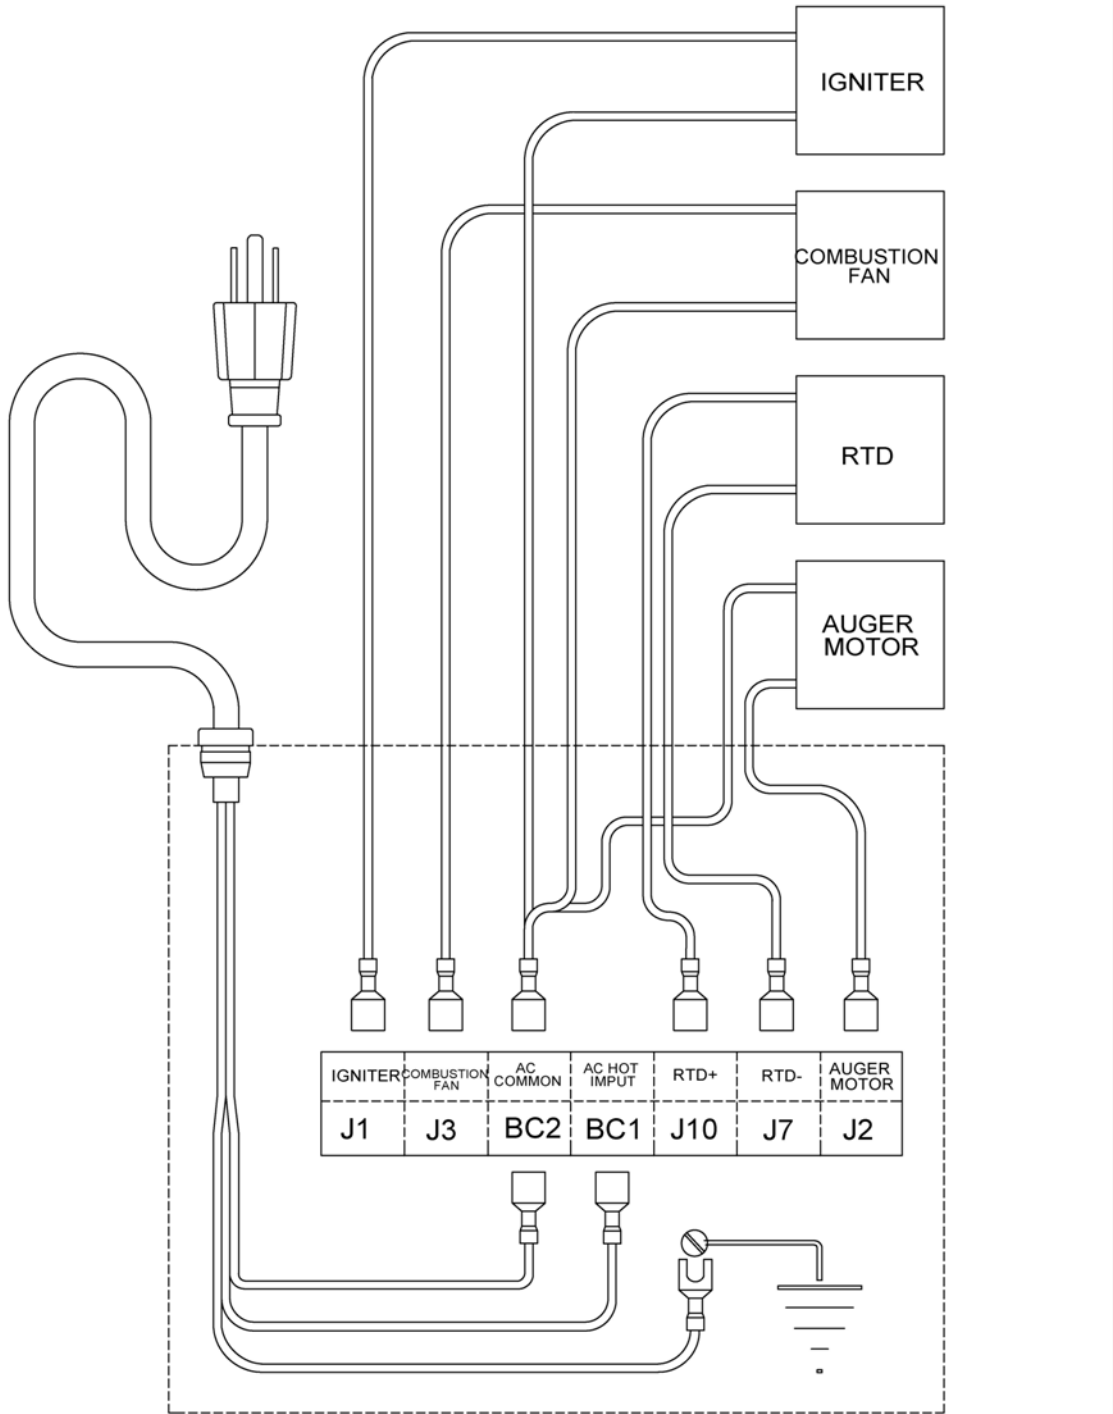 IGNITER
COMBUSTION
FAN
RTD
AUGER
MOTOR
IGNITER
COMBUSTION
FAN
AC
COMMON
AC HOT
IMPUT
RTD+
RTD-
AUGER
MOTOR
J1
J3
BC2
BC1
J10
J7
J2